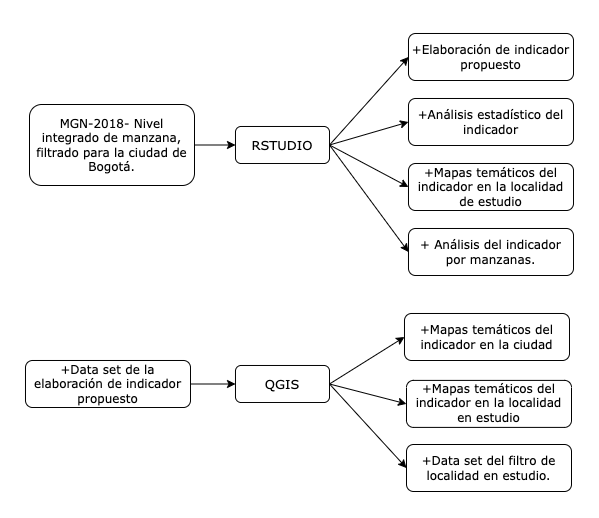 +Elaboración de indicador
propuesto
MGN-2018- Nivel
integrado de manzana,
filtrado para la ciudad de
Bogotá.
RSTUDIO
+Análisis estadístico del
indicador
+Mapas temáticos del
indicador en la localidad
de estudio
+ Análisis del indicador
por manzanas.
+Data set de la
elaboración de indicador
propuesto
QGIS
+Mapas temáticos del
indicador en la ciudad
+Mapas temáticos del
indicador en la localidad
en estudio
+Data set del filtro de
localidad en estudio.